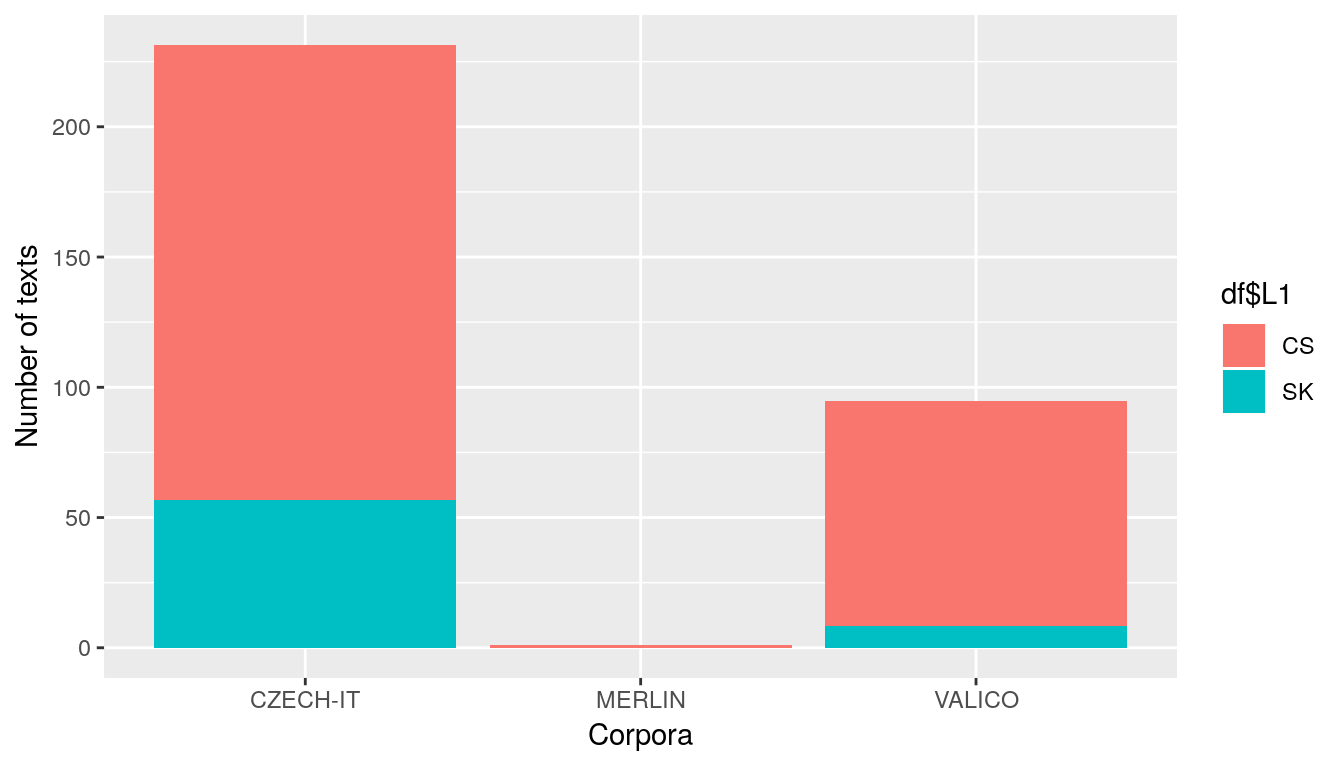 200
150
100
50
0
Number of texts
CZECH-IT
MERLIN
VALICO
Corpora
df$L1
CS
SK